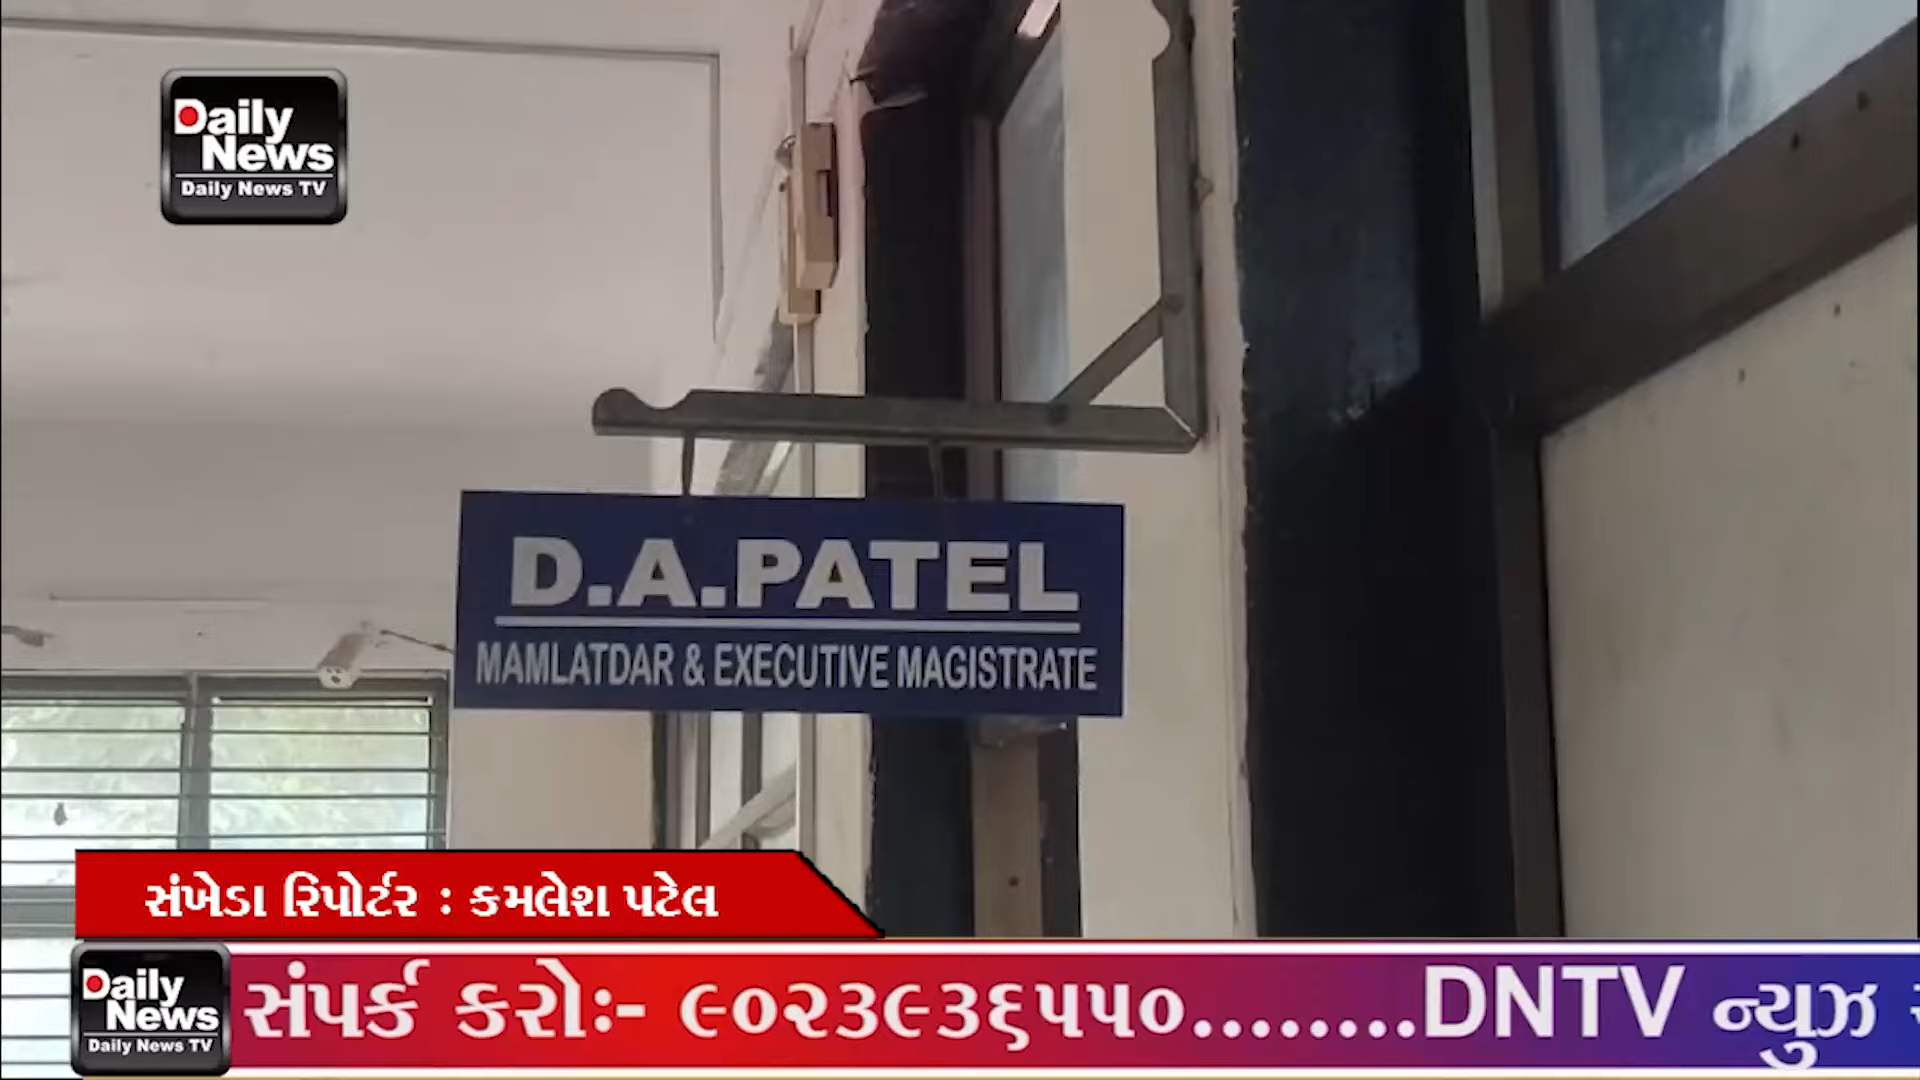 Daily
News
Daily News TV
D.A.PATEL
MAMLATDAR & EXECUTIVE MAGISTRATE
સંખેડા રિપોર્ટર : કમલેશ પટેલ
Daily
News
Daily News TV
સંપર્ક કરોઃ- ૯૦૨૩૯૩૬૫૫૦........DNTV ન્યુઝ